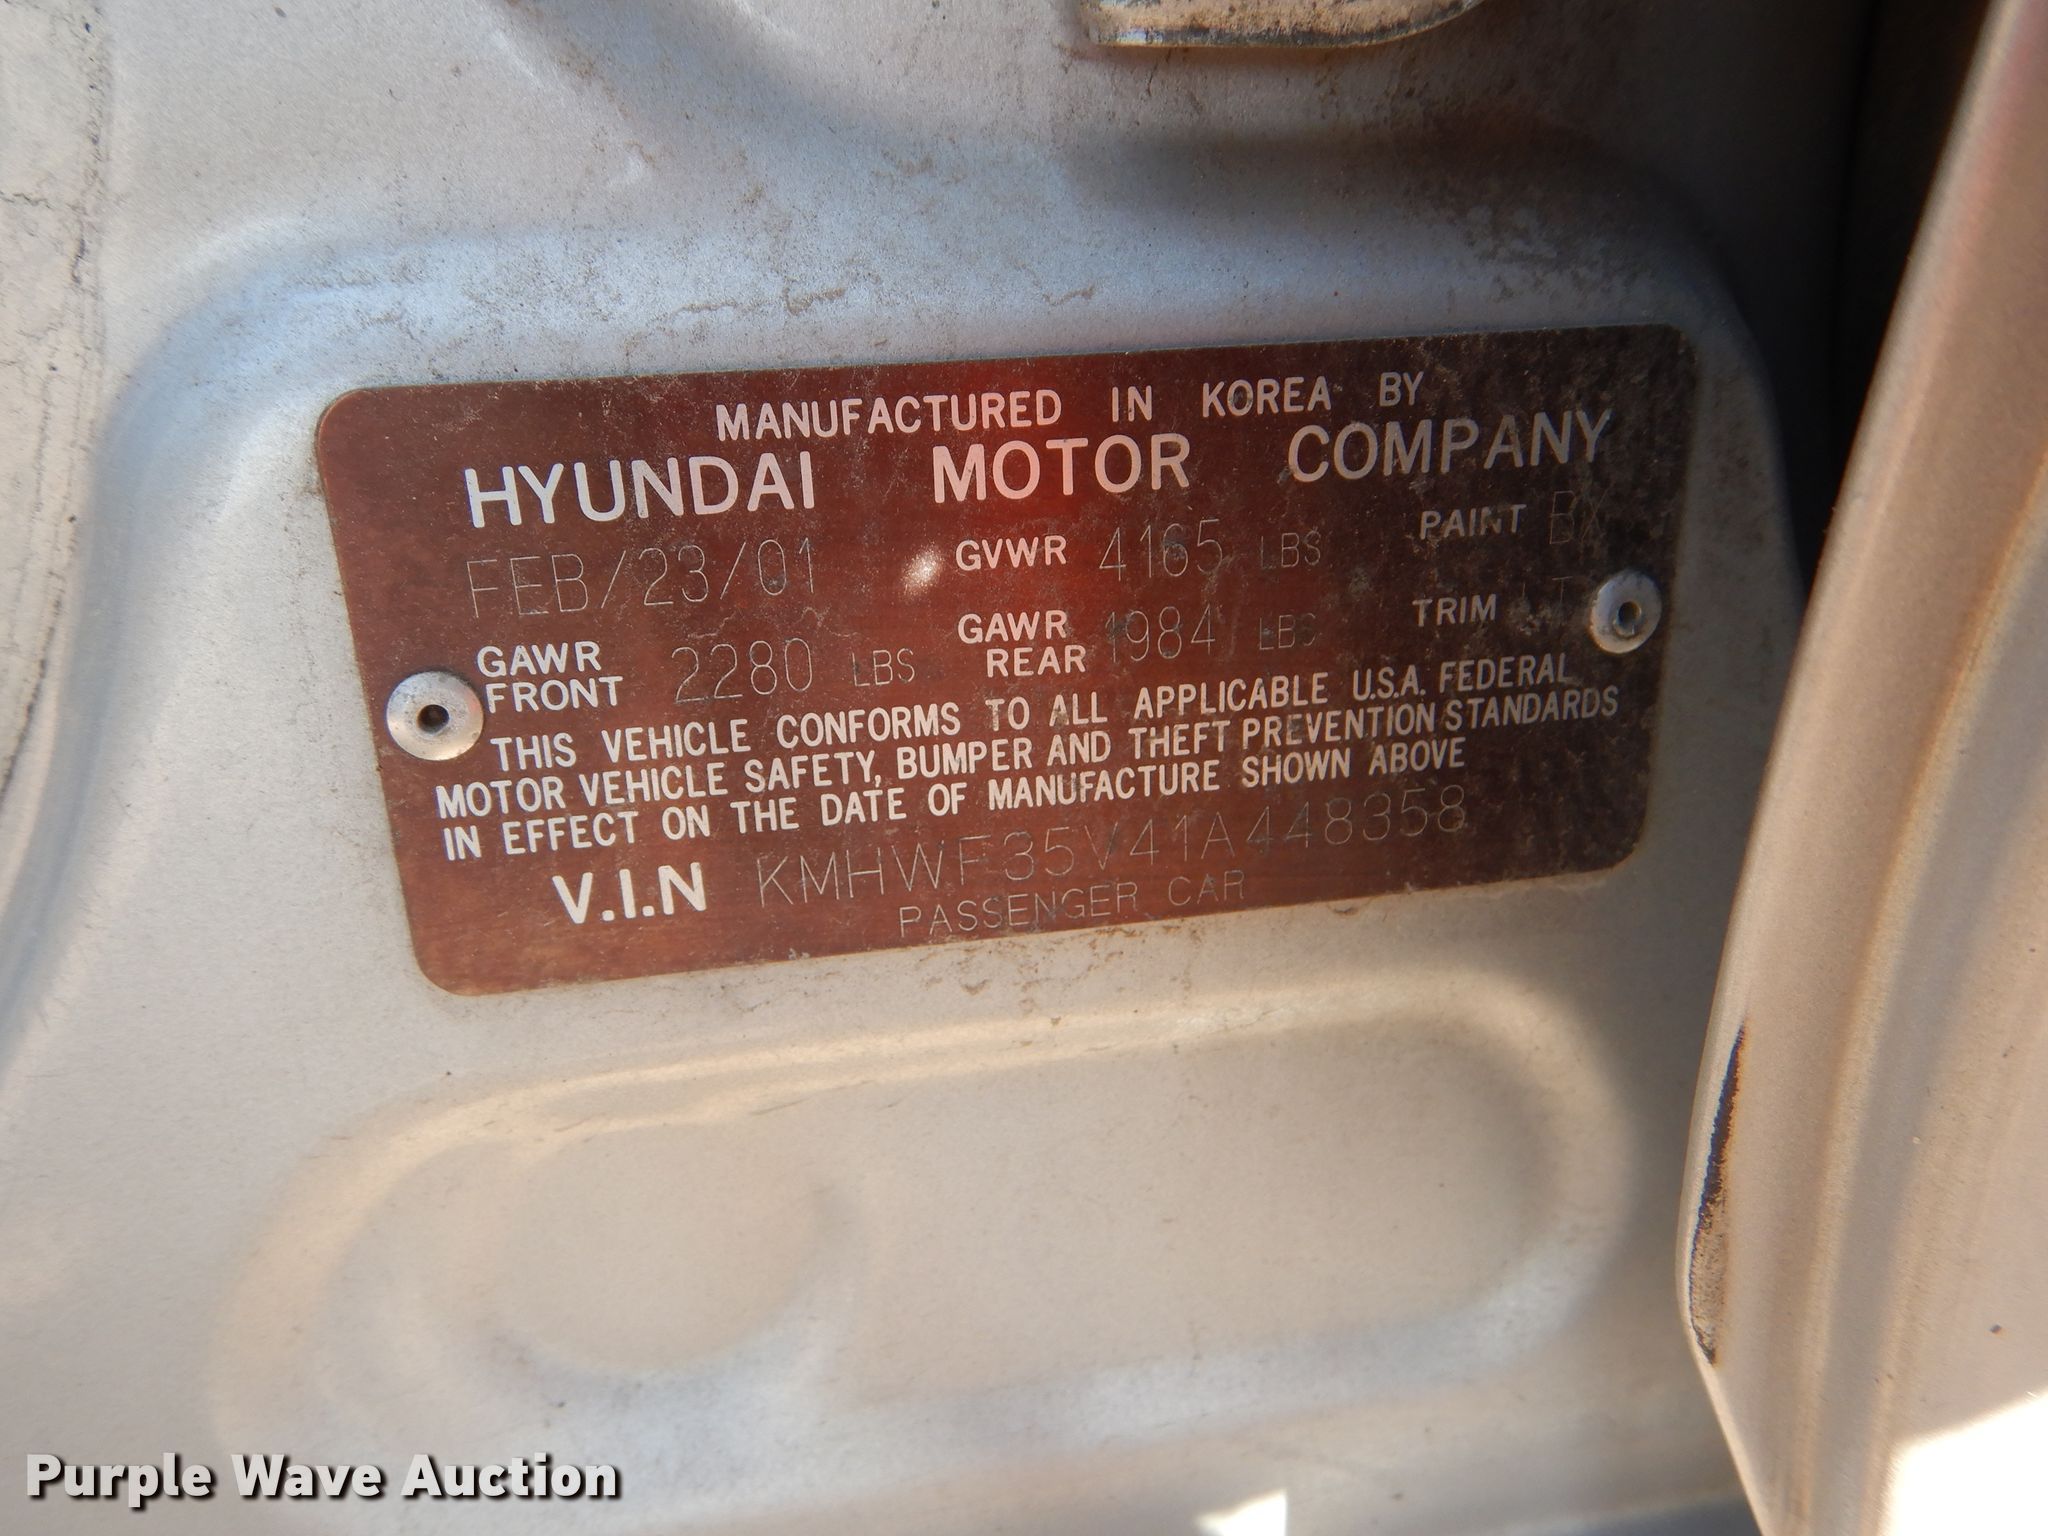 MANUFACTURED IN KOREA BY
HYUNDAI MOTOR COMPANY
FEB/23/01 GVWR 4165 LBS PAINT BX
GAWR FRONT 2280 LBS GAWR REAR 1984 LBS TRIM
THIS VEHICLE CONFORMS TO ALL APPLICABLE U.S.A. FEDERAL
MOTOR VEHICLE SAFETY, BUMPER AND THEFT PREVENTION STANDARDS
IN EFFECT ON THE DATE OF MANUFACTURE SHOWN ABOVE
V.I.N KMHWF35V41A448358
PASSENGER CAR
Purple Wave Auction